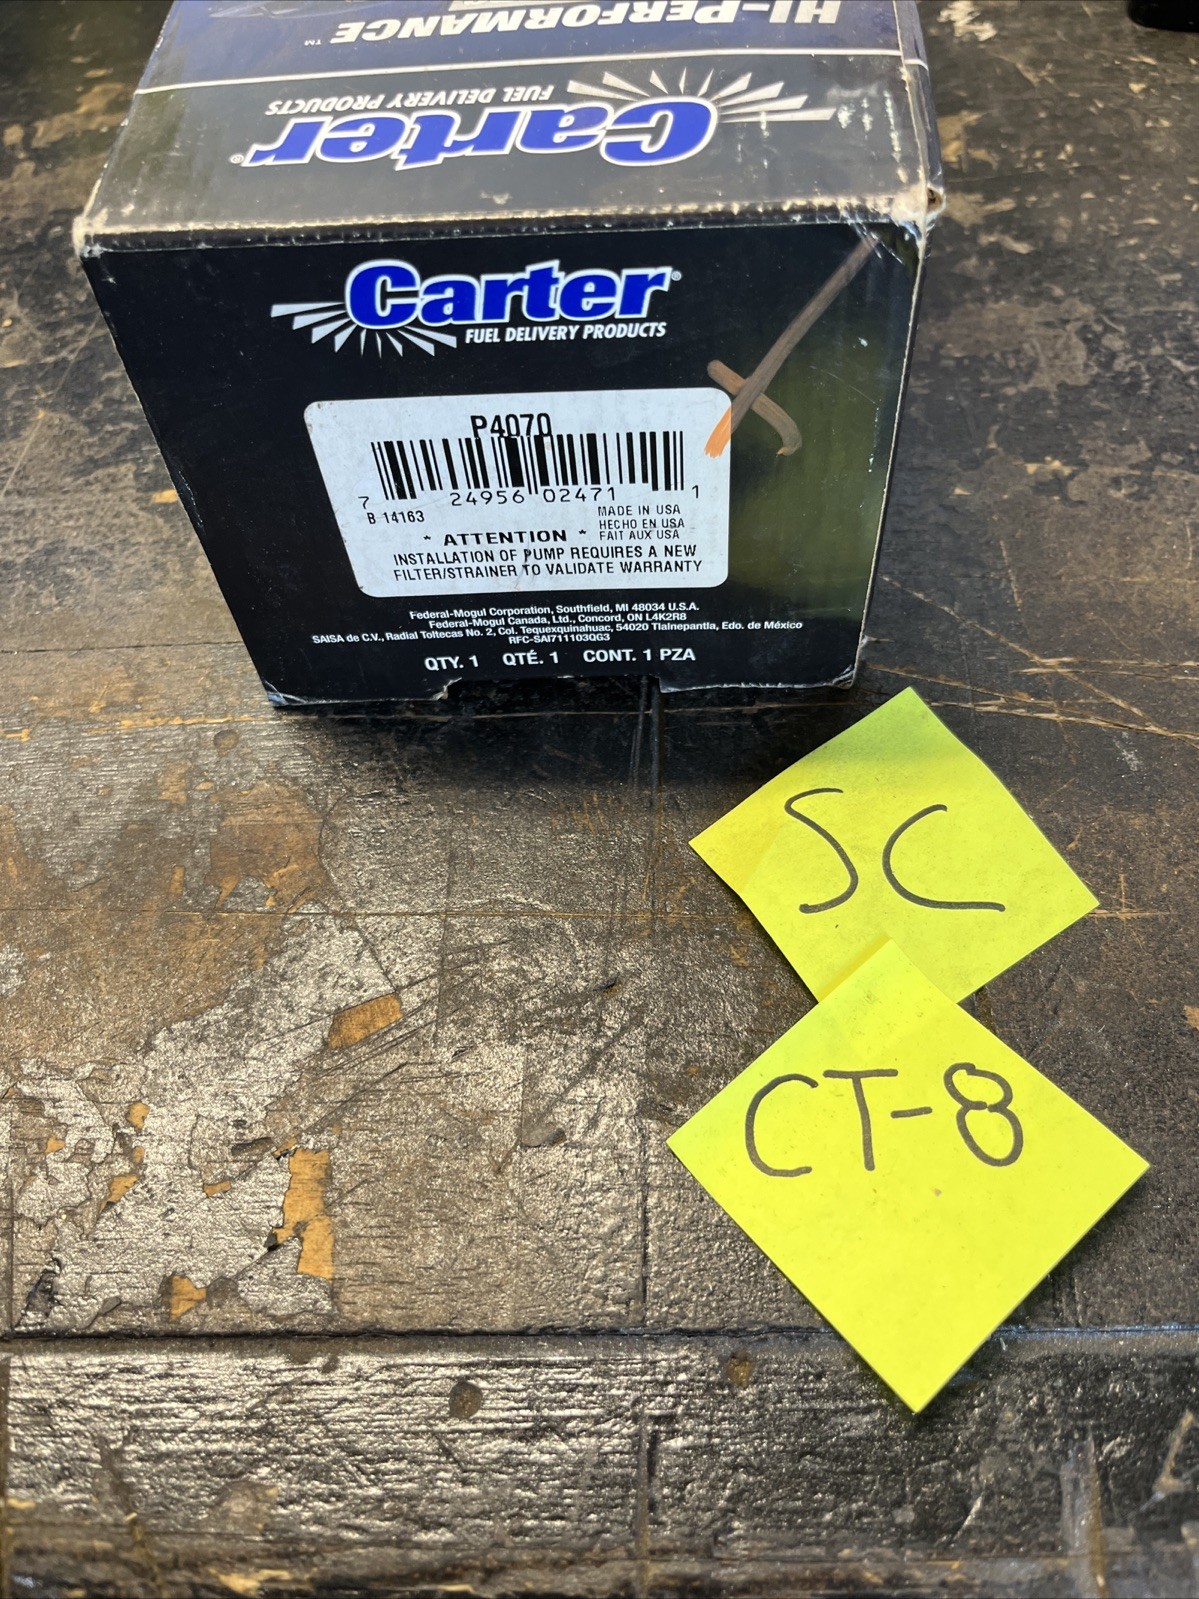 HI-PERFORMANCE ™
FUEL DELIVERY PRODUCTS
Carter®
Carter®
FUEL DELIVERY PRODUCTS
P4070
7 24956 02471 1
B 14163
MADE IN USA
HECHO EN USA
FAIT AUX USA
* ATTENTION *
INSTALLATION OF PUMP REQUIRES A NEW
FILTER/STRAINER TO VALIDATE WARRANTY
Federal-Mogul Corporation, Southfield, MI 48034 U.S.A.
Federal-Mogul Canada, Ltd., Concord, ON L4K2R8
SAISA de C.V., Radial Toltecas No. 2, Col. Tequexquinahuac, 54020 Tlalnepantla, Edo. de México
RFC-SAI711103QG3
QTY. 1 QTÉ. 1 CONT. 1 PZA
SC
CT-8